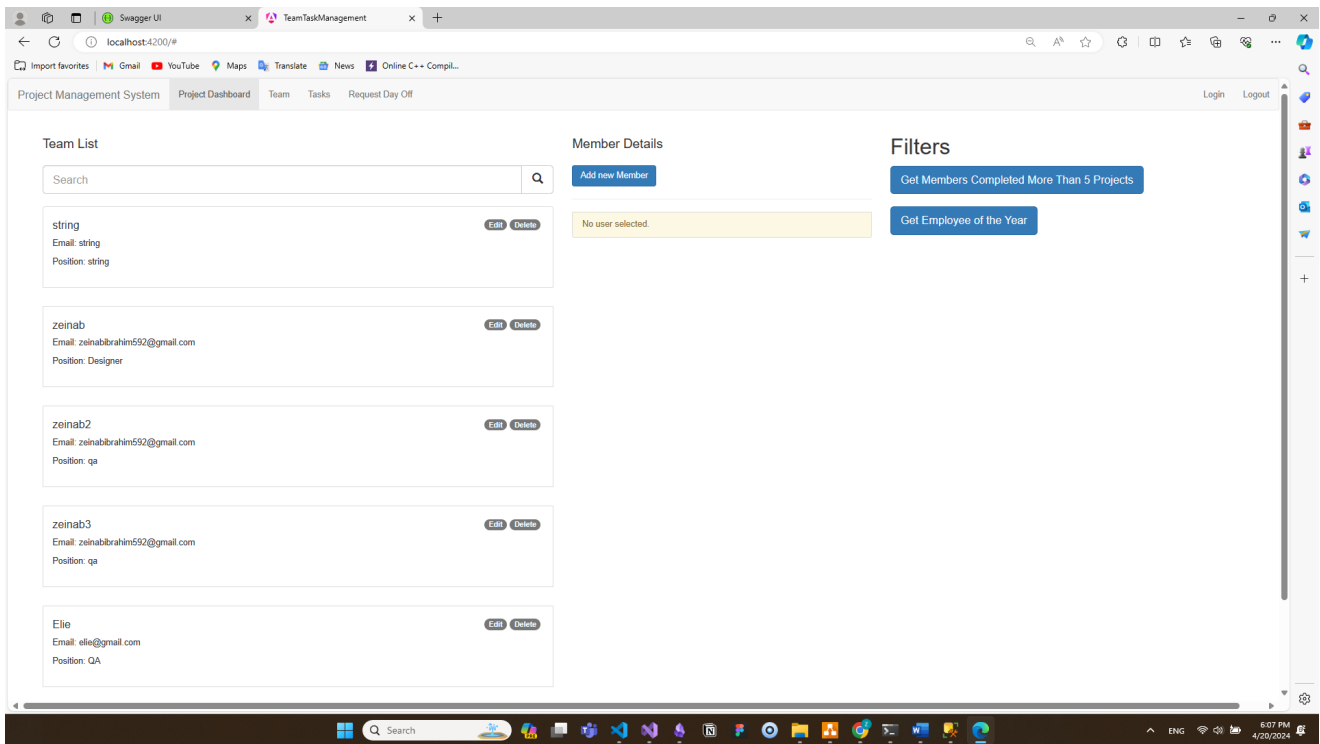 Swagger UI
TeamTaskManagement
localhost:4200/#
Import favorites
Gmail
YouTube
Maps
Translate
News
Online C++ Compil...
Project Management System
Project Dashboard
Team
Tasks
Request Day Off
Login
Logout
Team List
Search
string
Edit Delete
Email: string
Position: string
zeinab
Edit Delete
Email: zeinabibrahim592@gmail.com
Position: Designer
zeinab2
Edit Delete
Email: zeinabibrahim592@gmail.com
Position: qa
zeinab3
Edit Delete
Email: zeinabibrahim592@gmail.com
Position: qa
Elie
Edit Delete
Email: elie@gmail.com
Position: QA
Member Details
Add new Member
No user selected.
Filters
Get Members Completed More Than 5 Projects
Get Employee of the Year
Search
ENG
6:07 PM
4/20/2024